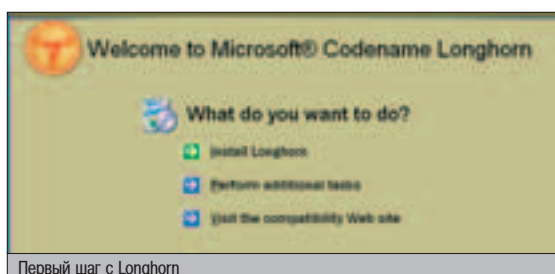 Welcome to Microsoft® Codename Longhorn
What do you want to do?
Install Longhorn
Perform additional tasks
Visit the compatibility Web site
Первый шаг с Longhorn